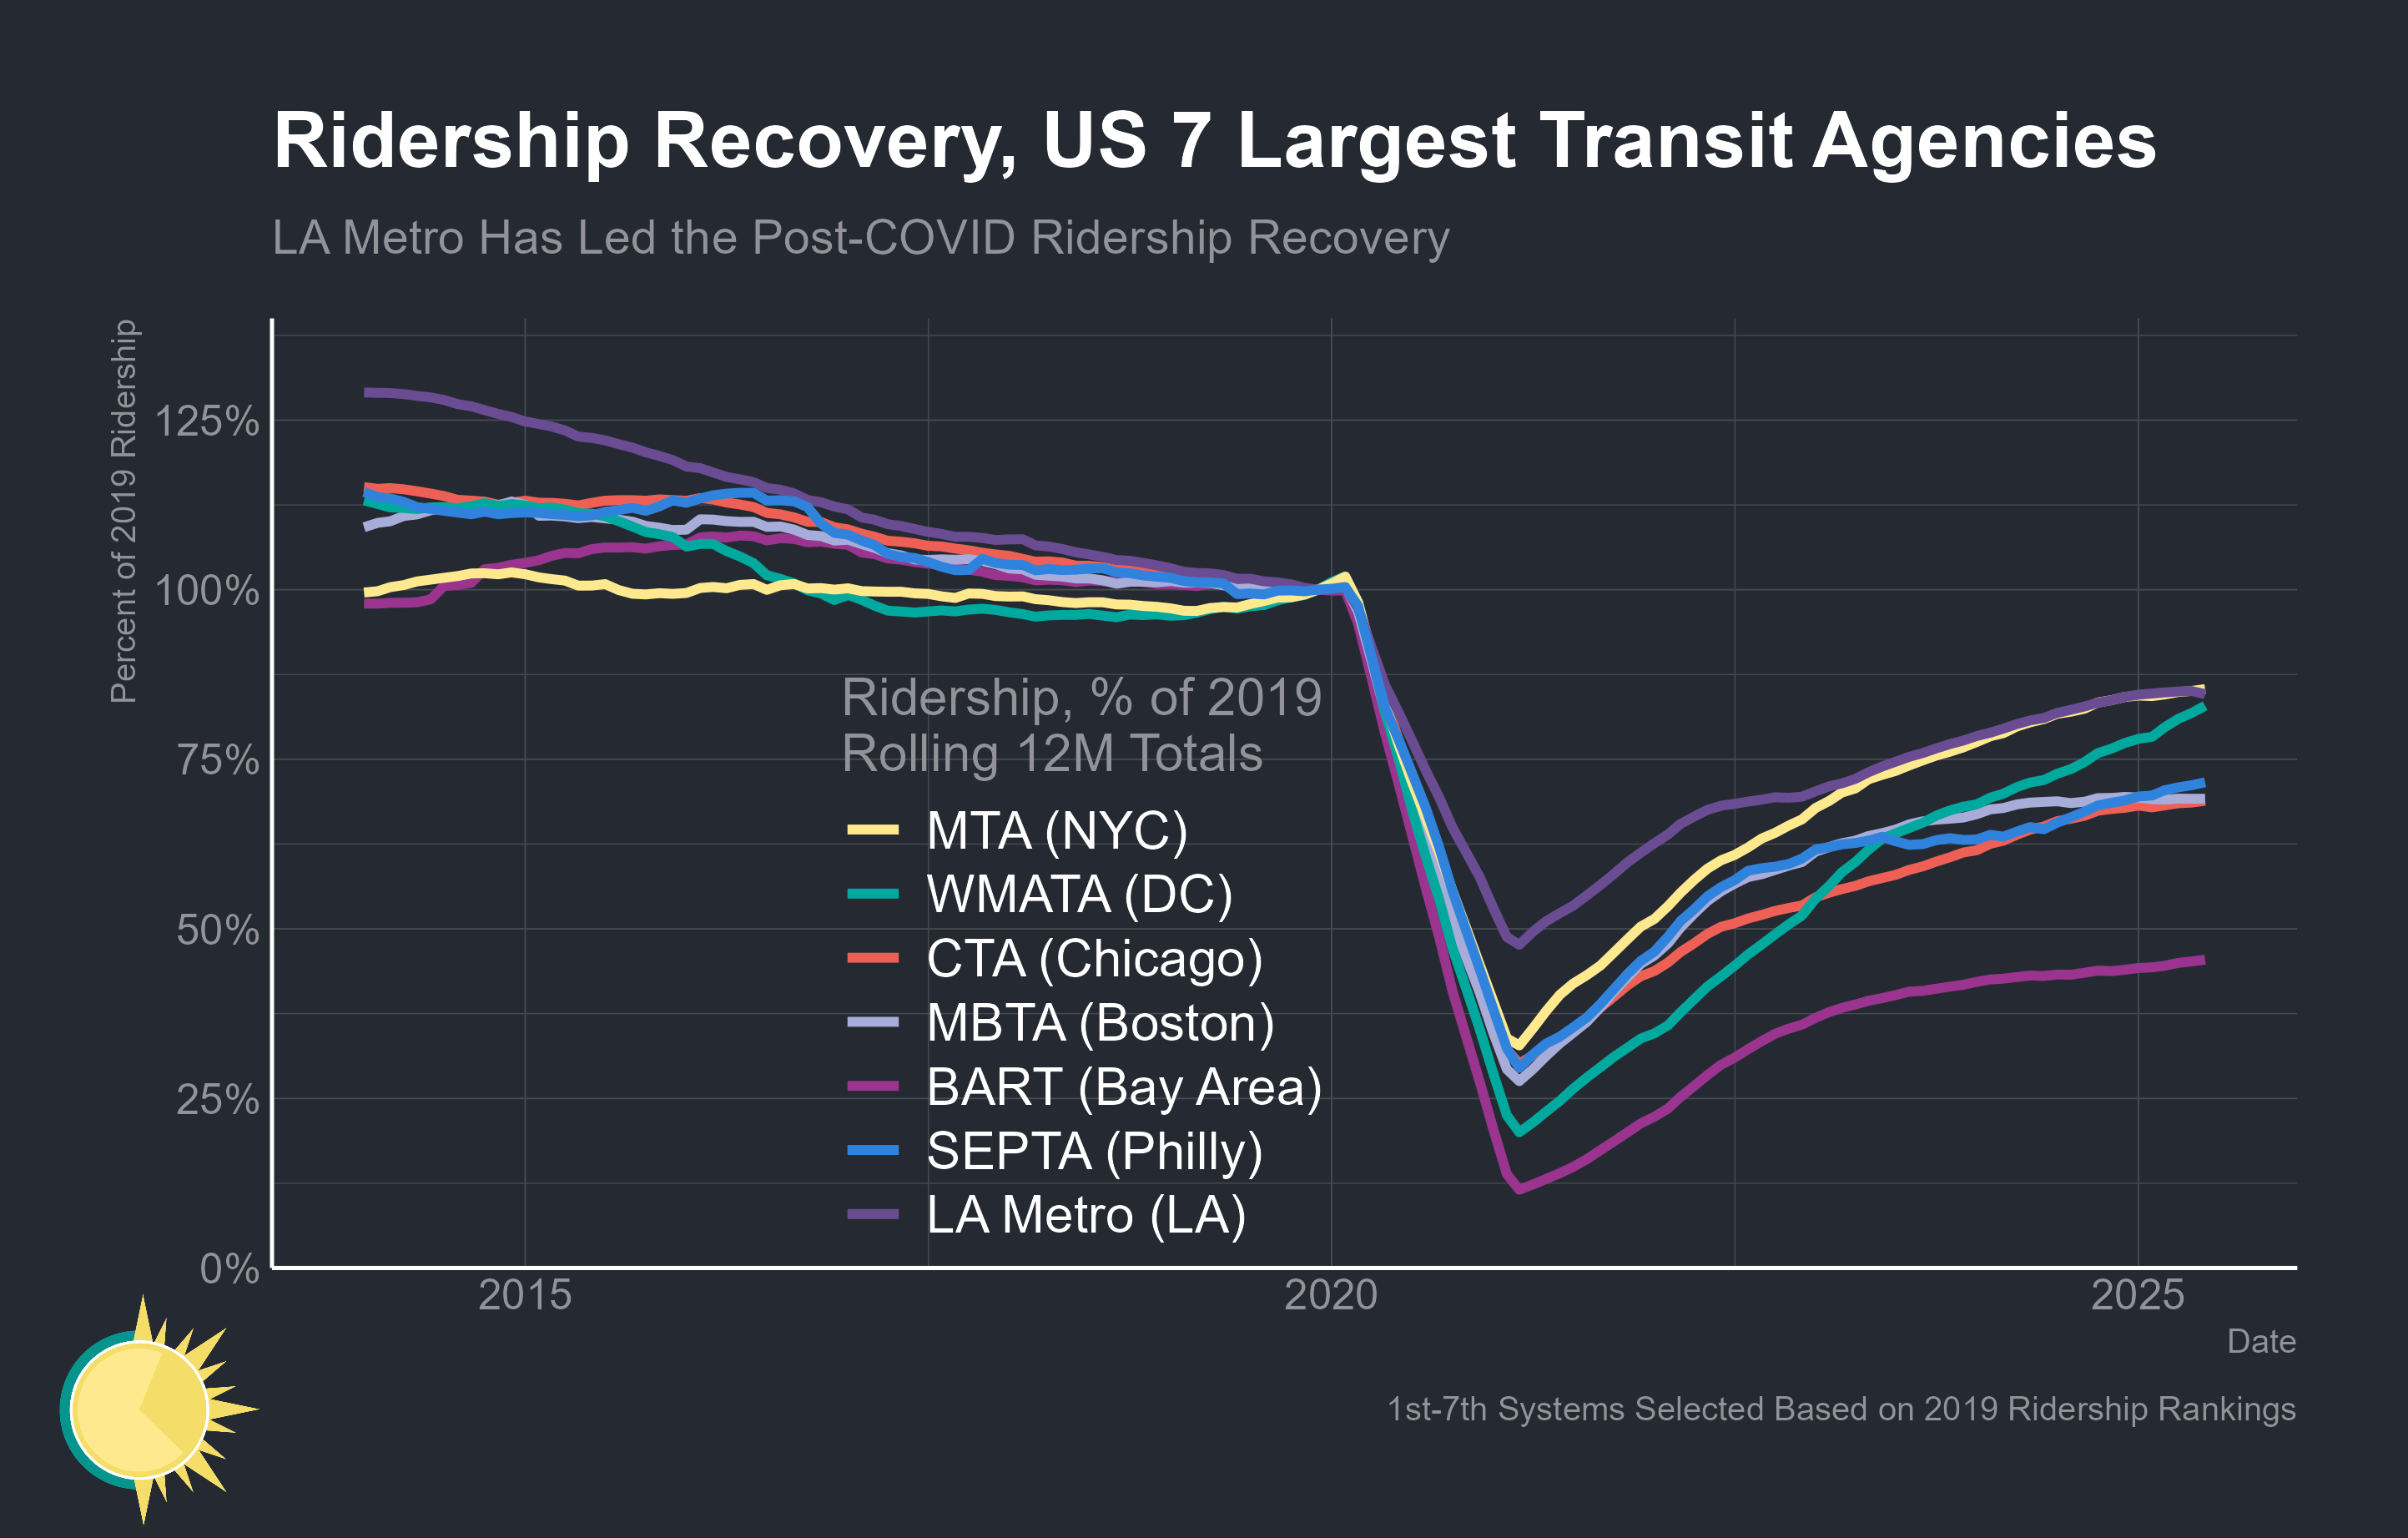 Ridership Recovery, US 7 Largest Transit Agencies
LA Metro Has Led the Post-COVID Ridership Recovery
Percent of 2019 Ridership
125%
100%
75%
50%
25%
0%
Ridership, % of 2019
Rolling 12M Totals
MTA (NYC)
WMATA (DC)
CTA (Chicago)
MBTA (Boston)
BART (Bay Area)
SEPTA (Philly)
LA Metro (LA)
2015
2020
2025
Date
1st-7th Systems Selected Based on 2019 Ridership Rankings